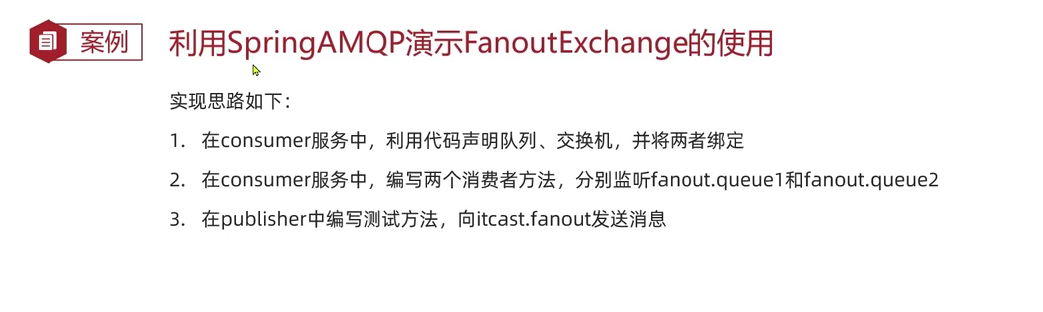 案例
利用SpringAMQP演示FanoutExchange的使用
实现思路如下：
1. 在consumer服务中，利用代码声明队列、交换机，并将两者绑定
2. 在consumer服务中，编写两个消费者方法，分别监听fanout.queue1和fanout.queue2
3. 在publisher中编写测试方法，向itcast.fanout发送消息